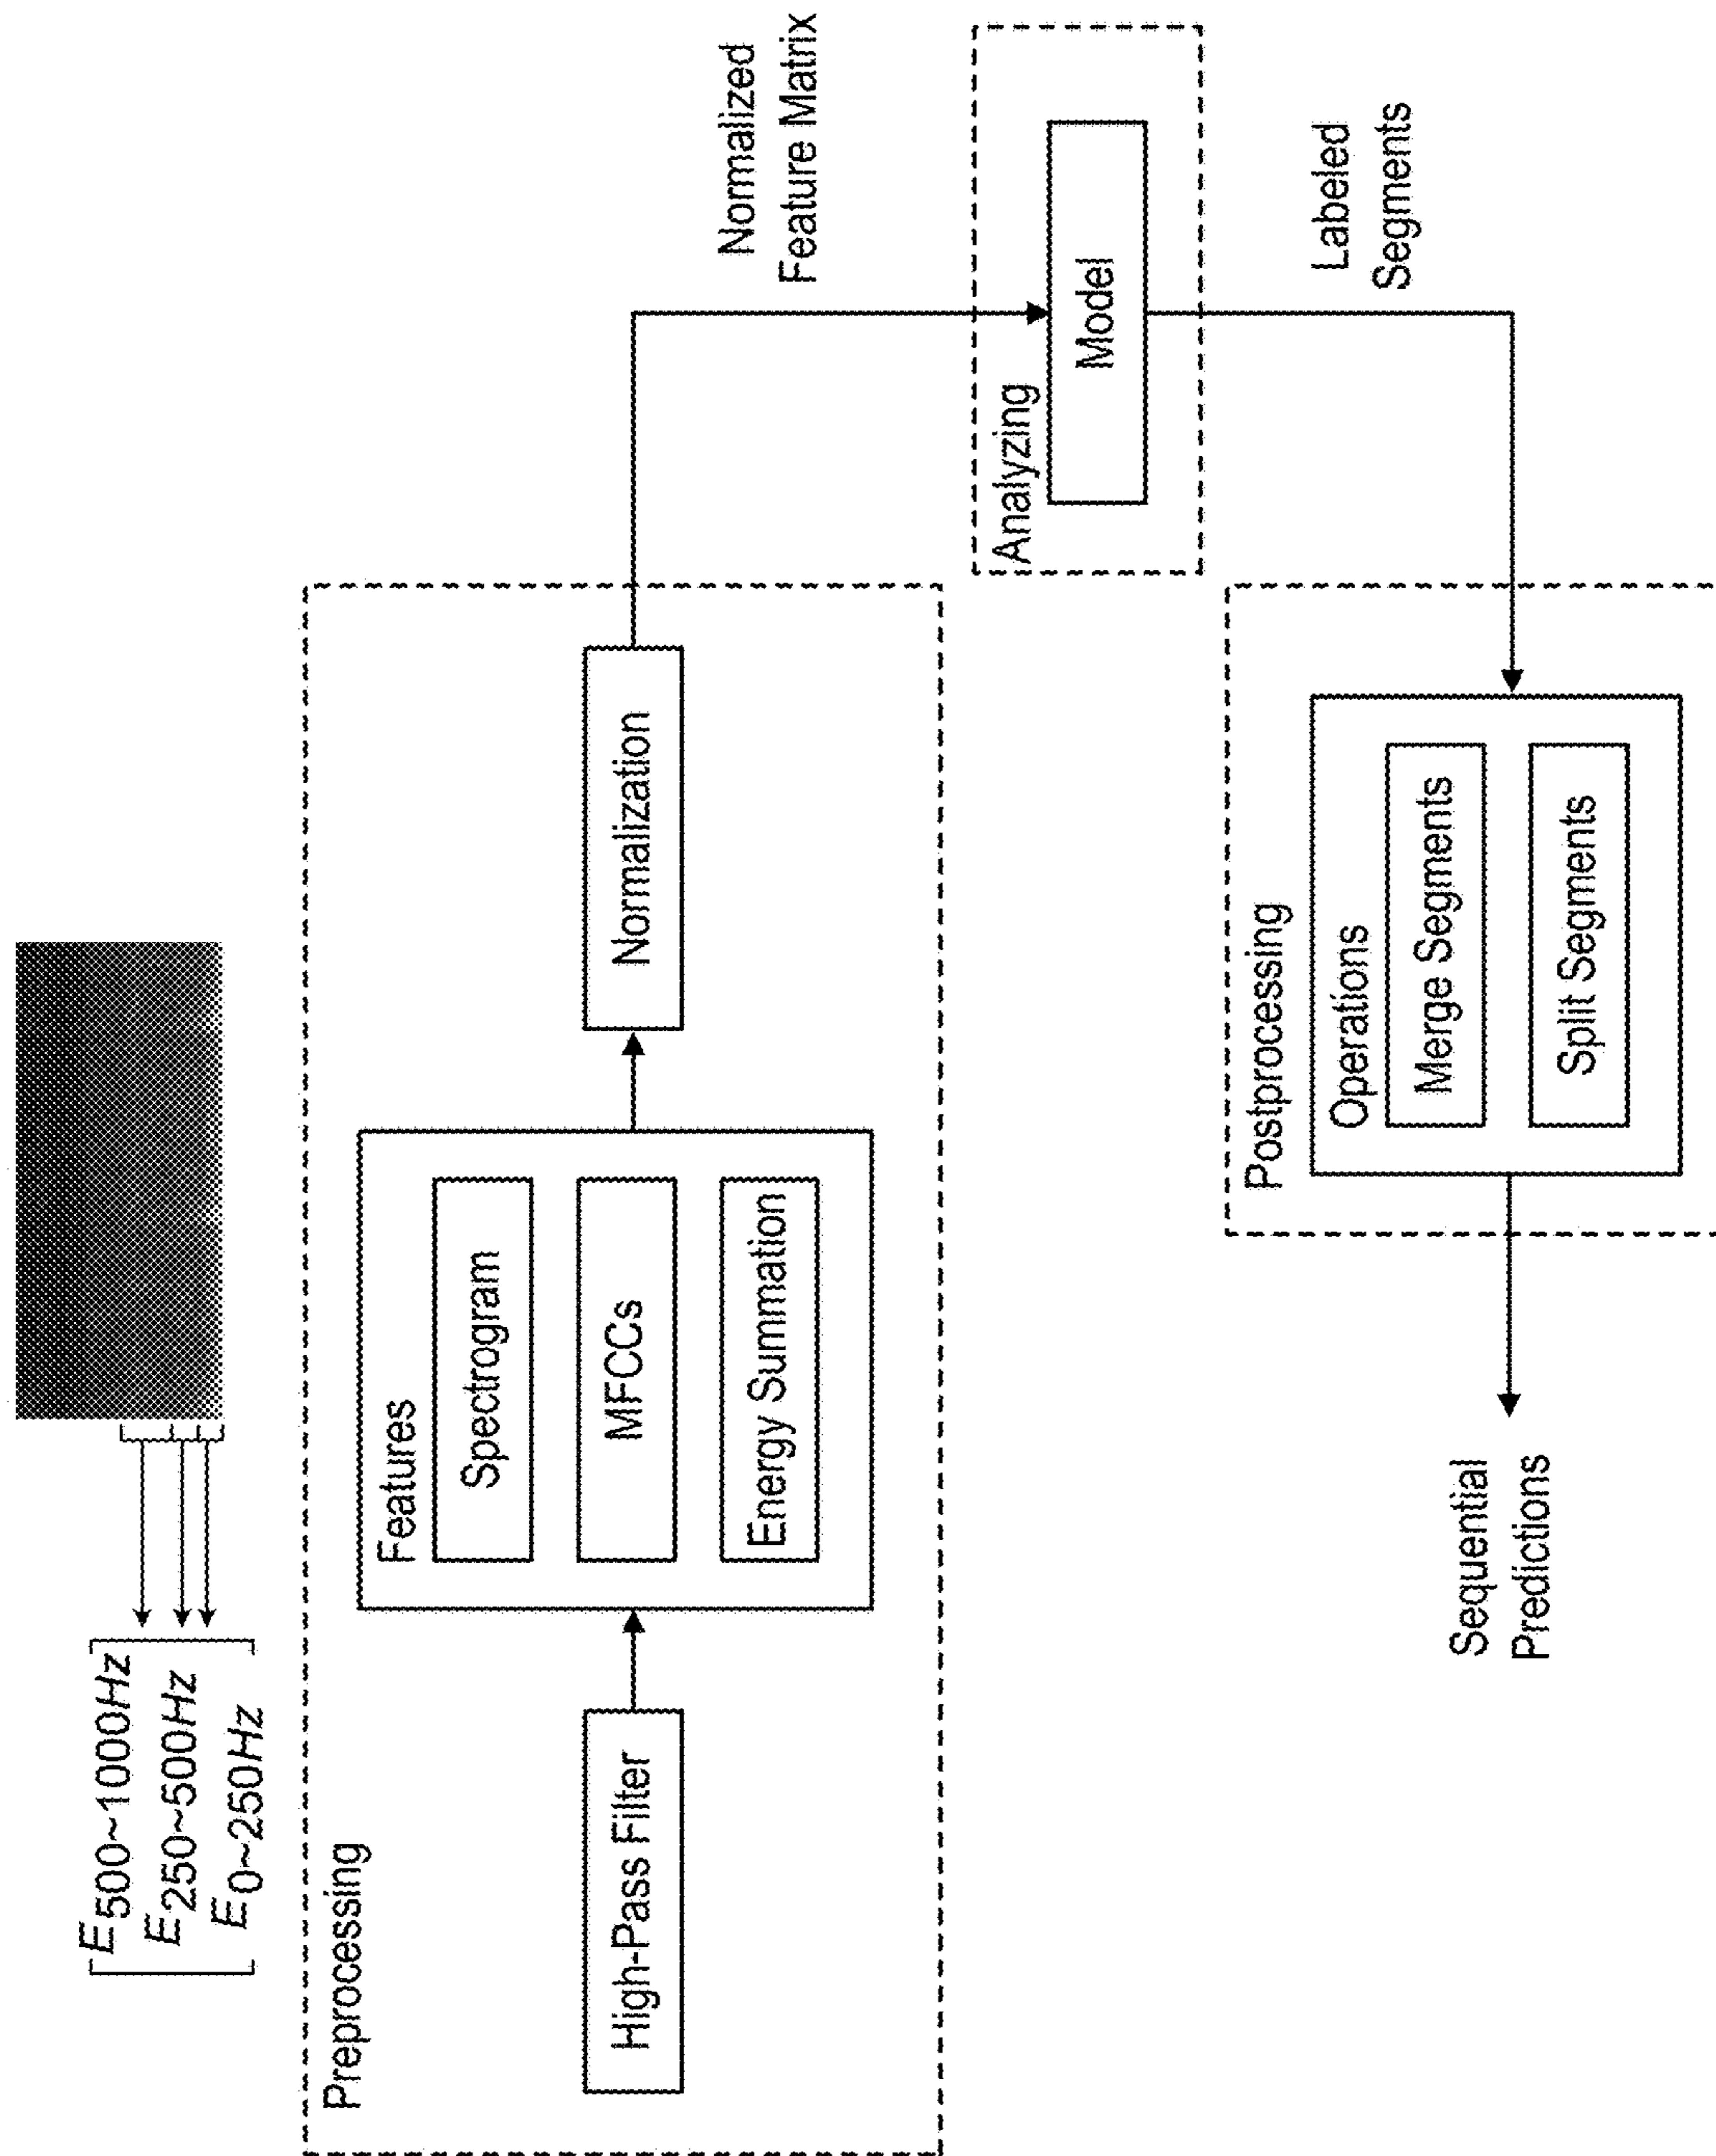 E500~1000Hz
E250~500Hz
E0~250Hz
Preprocessing
High-Pass Filter
Features
Spectrogram
MFCCs
Energy Summation
Normalization
Normalized
Feature Matrix
Analyzing
Model
Labeled
Segments
Postprocessing
Operations
Merge Segments
Split Segments
Sequential
Predictions